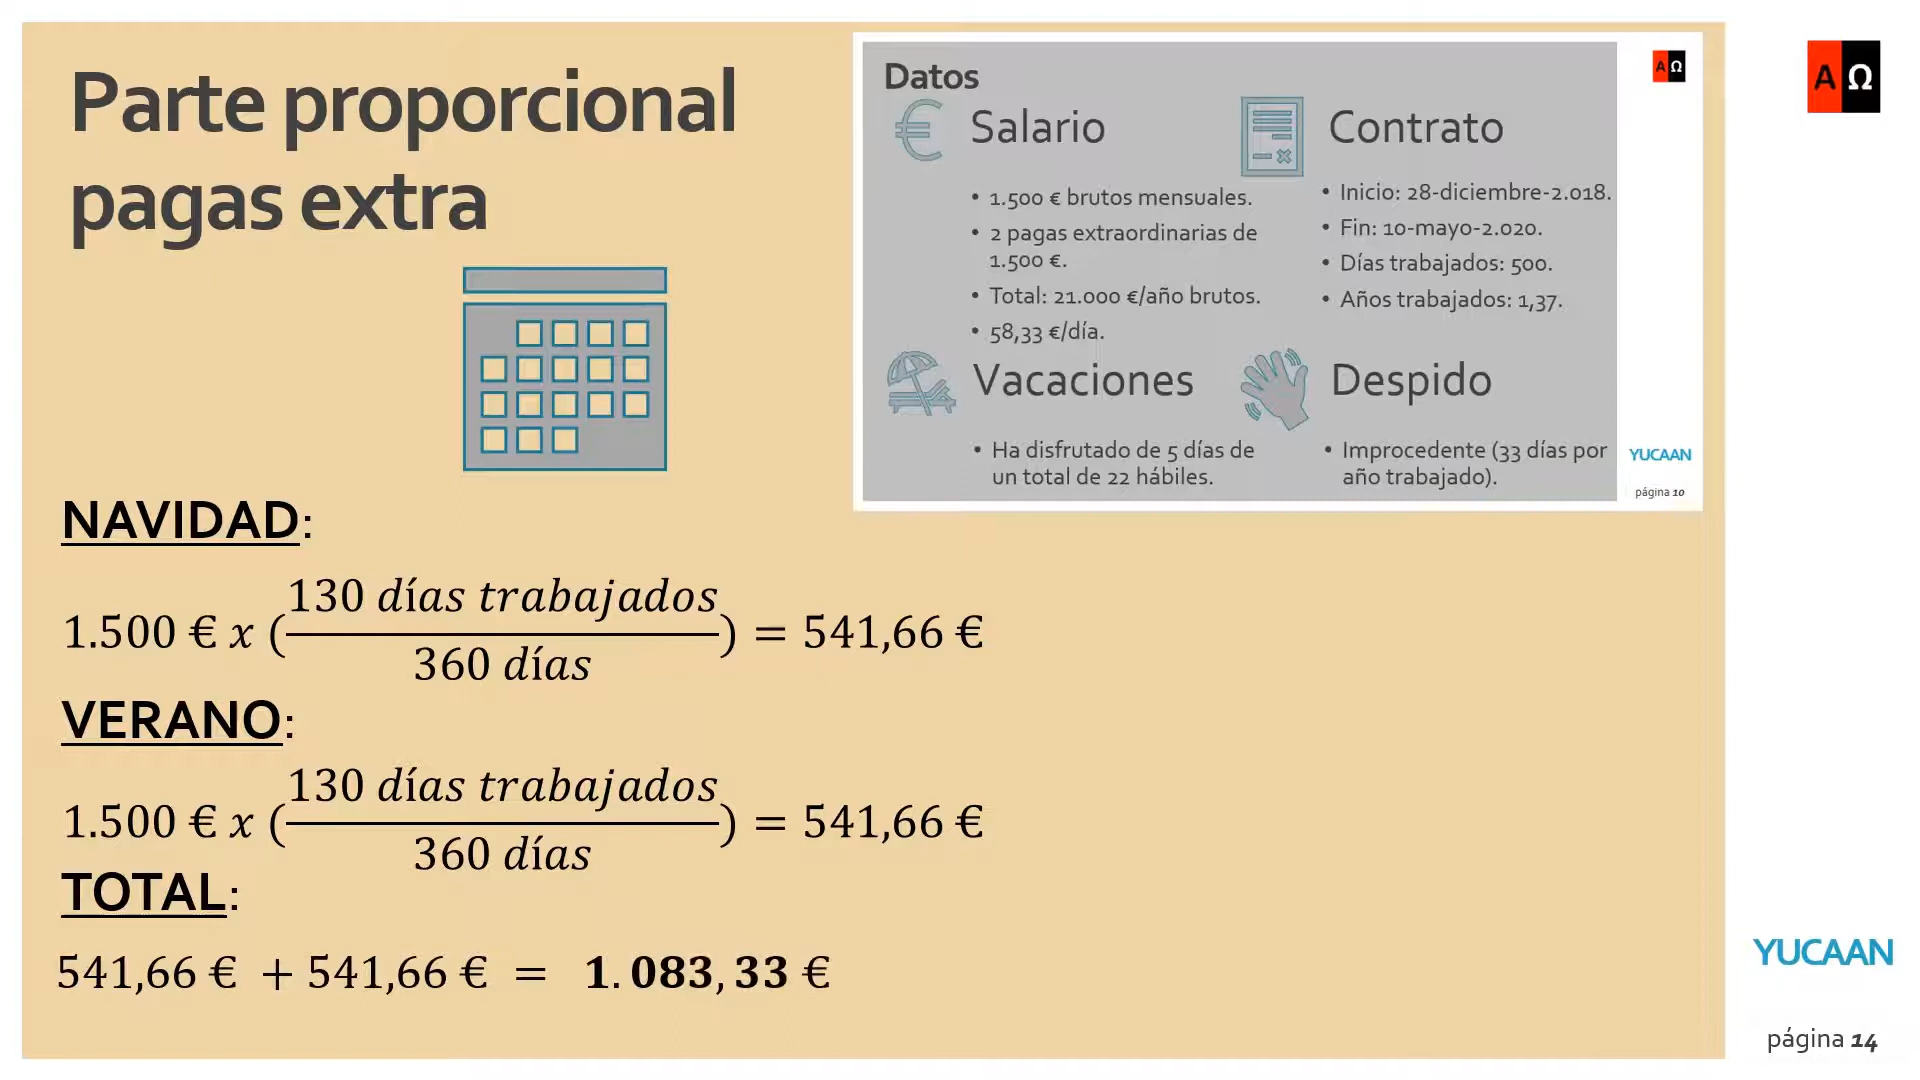 Parte proporcional
pagas extra
Datos
AΩ
Salario
• 1.500 € brutos mensuales.
• 2 pagas extraordinarias de
1.500 €.
• Total: 21.000 €/año brutos.
• 58,33 €/día.
Contrato
• Inicio: 28-diciembre-2.018.
• Fin: 10-mayo-2.020.
• Días trabajados: 500.
• Años trabajados: 1,37.
Vacaciones
• Ha disfrutado de 5 días de
un total de 22 hábiles.
Despido
• Improcedente (33 días por
año trabajado).
YUCAAN
página 10
AΩ
NAVIDAD:
1.500 € x (130 días trabajados / 360 días) = 541,66 €
VERANO:
1.500 € x (130 días trabajados / 360 días) = 541,66 €
TOTAL:
541,66 € + 541,66 € = 1.083,33 €
YUCAAN
página 14